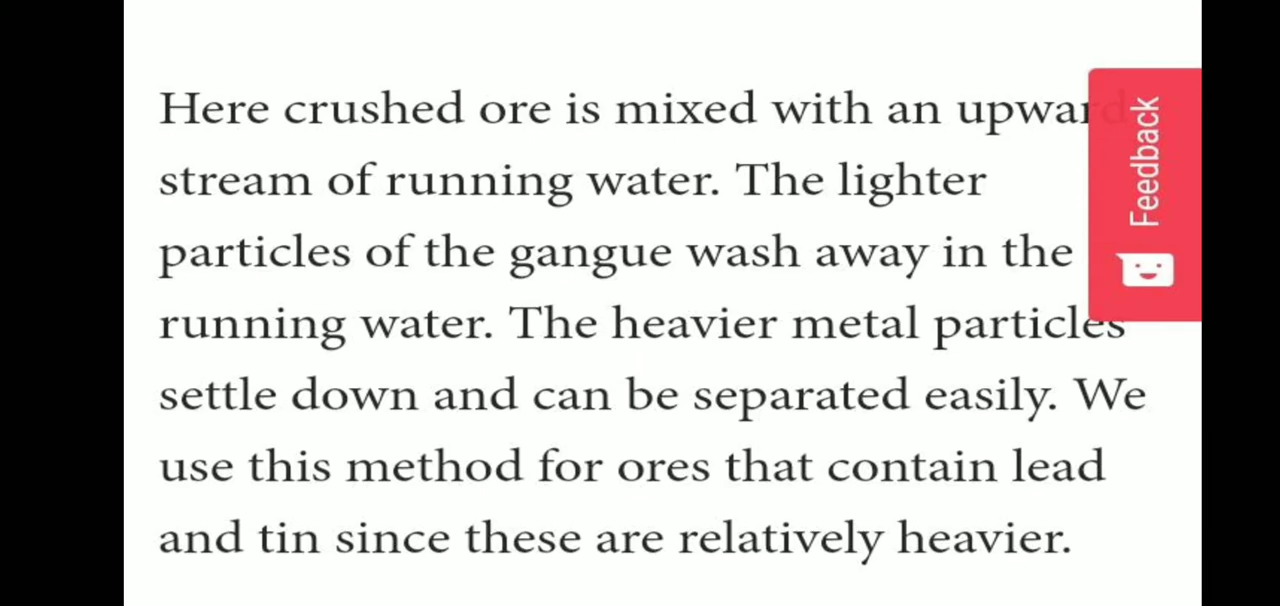 Here crushed ore is mixed with an upward
stream of running water. The lighter
particles of the gangue wash away in the
running water. The heavier metal particles
settle down and can be separated easily. We
use this method for ores that contain lead
and tin since these are relatively heavier.
Feedback